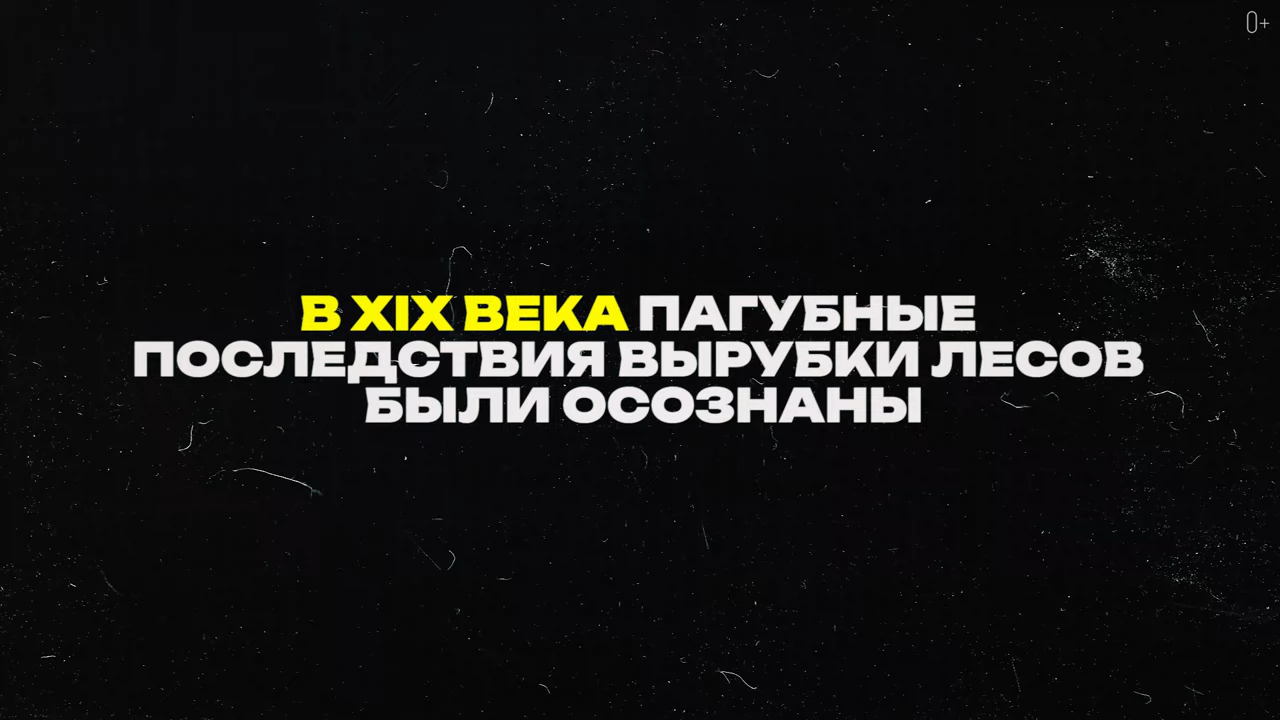 0+
В XIX ВЕКА ПАГУБНЫЕ
ПОСЛЕДСТВИЯ ВЫРУБКИ ЛЕСОВ
БЫЛИ ОСОЗНАНЫ